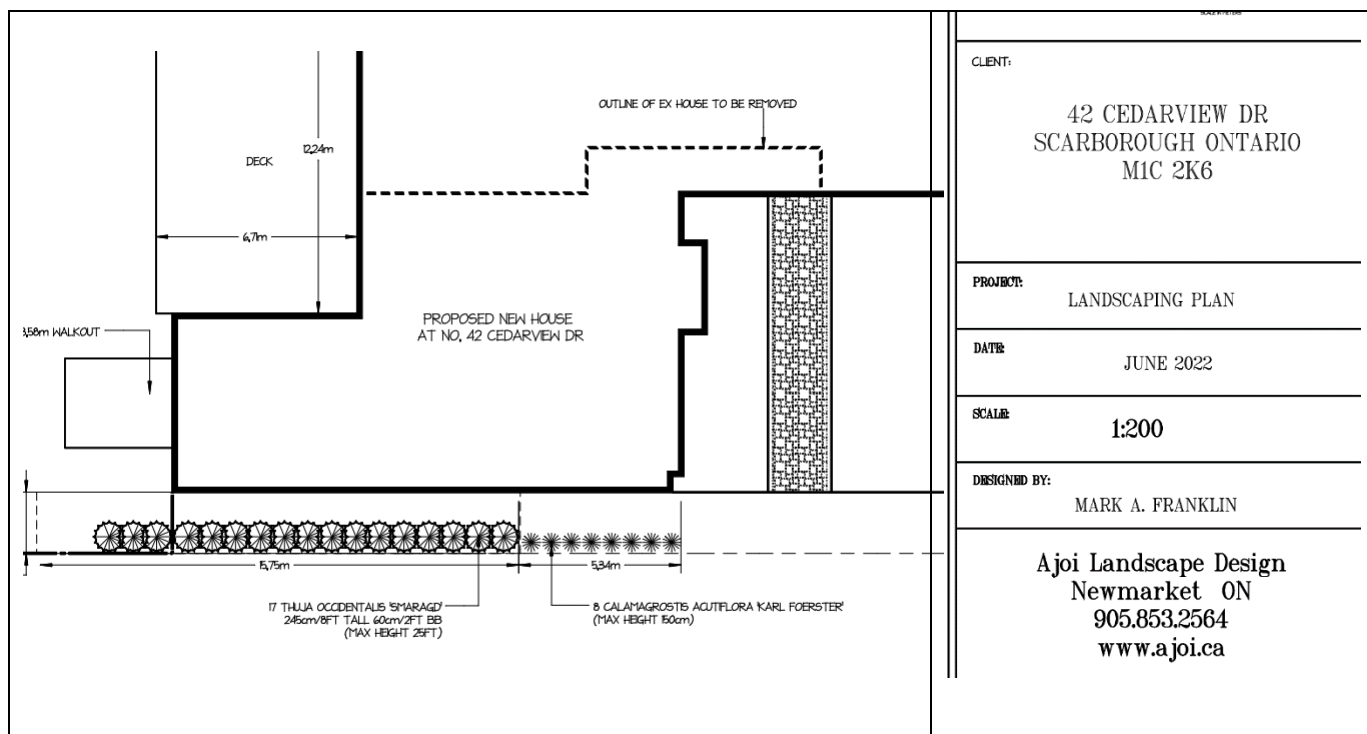 OUTLINE OF EX HOUSE TO BE REMOVED
12.24m
DECK
6.71m
PROPOSED NEW HOUSE
AT NO. 42 CEDARVIEW DR
3.58m WALKOUT
15.75m
5.34m
17 THUJA OCCIDENTALIS 'SMARAGD'
245cm/8FT TALL 60cm/2FT BB
(MAX HEIGHT 25FT)
8 CALAMAGROSTIS ACUTIFLORA 'KARL FOERSTER'
(MAX HEIGHT 150cm)
SCALE IN METERS
CLIENT:
42 CEDARVIEW DR
SCARBOROUGH ONTARIO
M1C 2K6
PROJECT:
LANDSCAPING PLAN
DATE:
JUNE 2022
SCALE:
1:200
DESIGNED BY:
MARK A. FRANKLIN
Ajoi Landscape Design
Newmarket ON
905.853.2564
www.ajoi.ca